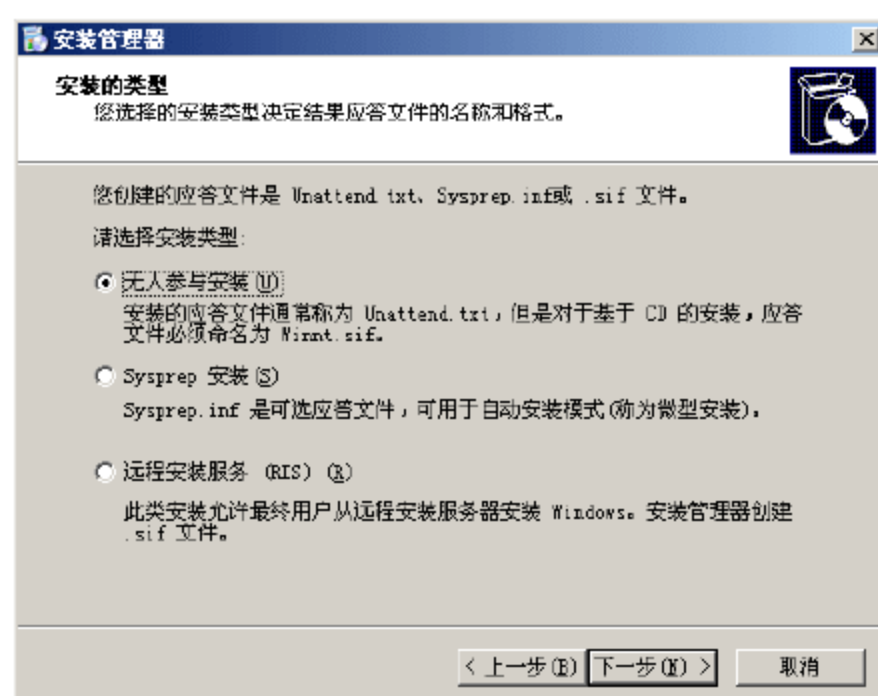 安装管理器
安装的类型
您选择的安装类型决定结果应答文件的名称和格式。
您创建的应答文件是 Unattend.txt、Sysprep.inf或 .sif 文件。
请选择安装类型:
无人参与安装(U)
安装的应答文件通常称为 Unattend.txt，但是对于基于 CD 的安装，应答
文件必须命名为 Winnt.sif。
Sysprep 安装(S)
Sysprep.inf 是可选应答文件，可用于自动安装模式(称为微型安装)。
远程安装服务 (RIS) (R)
此类安装允许最终用户从远程安装服务器安装 Windows。安装管理器创建
.sif 文件。
< 上一步(B) 下一步(N) > 取消